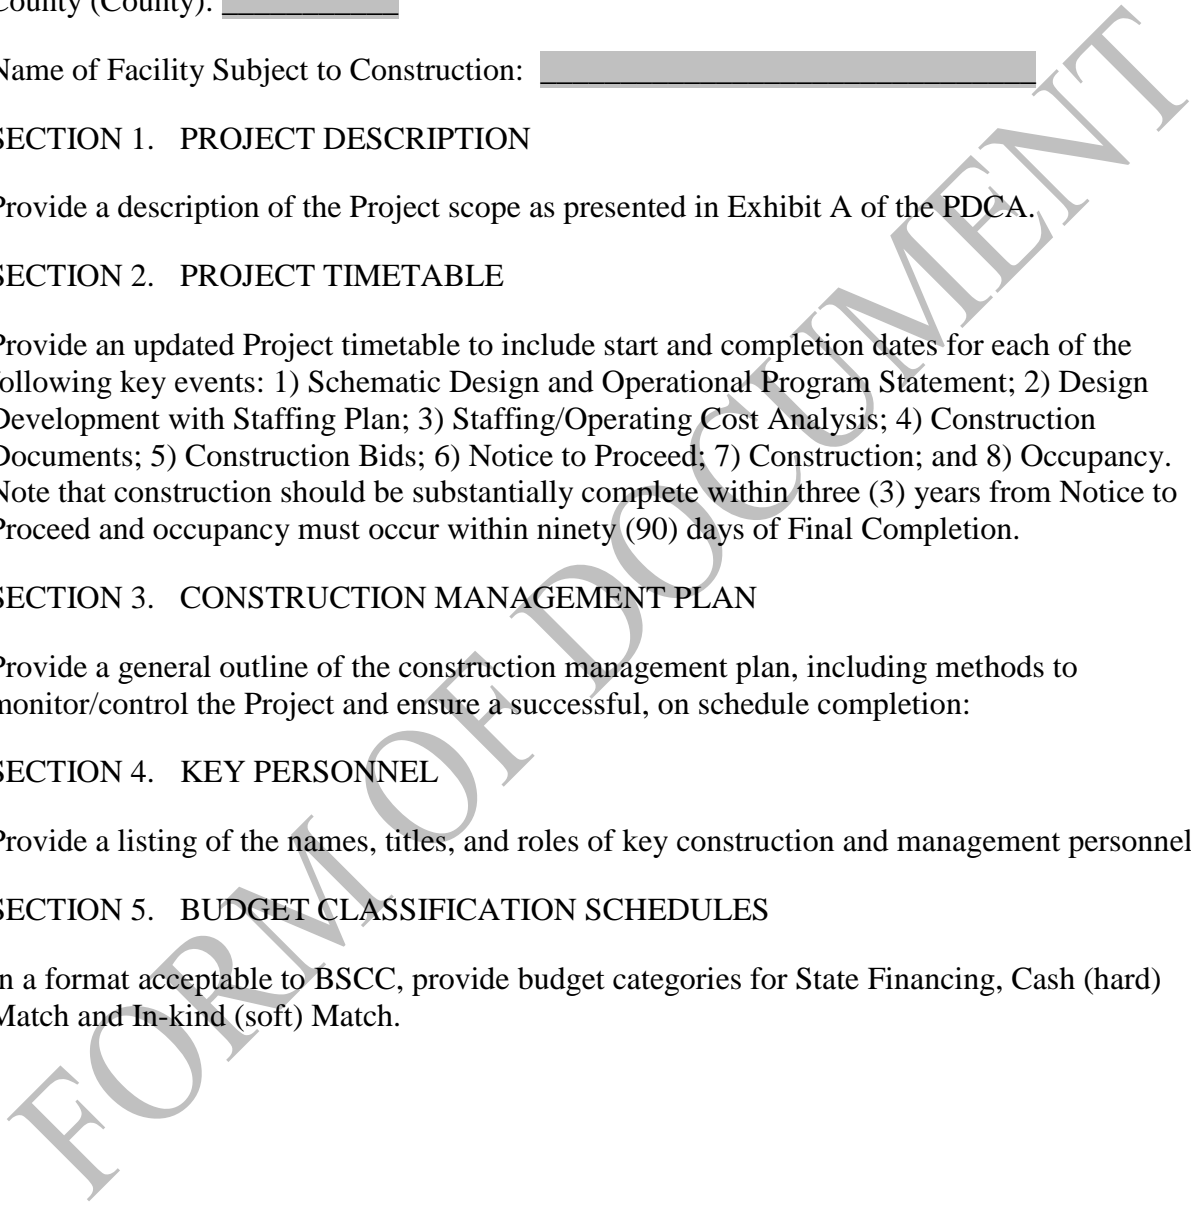 County (County): ___________
Name of Facility Subject to Construction: _______________________________
SECTION 1. PROJECT DESCRIPTION
Provide a description of the Project scope as presented in Exhibit A of the PDCA.
SECTION 2. PROJECT TIMETABLE
Provide an updated Project timetable to include start and completion dates for each of the
following key events: 1) Schematic Design and Operational Program Statement; 2) Design
Development with Staffing Plan; 3) Staffing/Operating Cost Analysis; 4) Construction
Documents; 5) Construction Bids; 6) Notice to Proceed; 7) Construction; and 8) Occupancy.
Note that construction should be substantially complete within three (3) years from Notice to
Proceed and occupancy must occur within ninety (90) days of Final Completion.
SECTION 3. CONSTRUCTION MANAGEMENT PLAN
Provide a general outline of the construction management plan, including methods to
monitor/control the Project and ensure a successful, on schedule completion:
SECTION 4. KEY PERSONNEL
Provide a listing of the names, titles, and roles of key construction and management personnel
SECTION 5. BUDGET CLASSIFICATION SCHEDULES
In a format acceptable to BSCC, provide budget categories for State Financing, Cash (hard)
Match and In-kind (soft) Match.
FORM OF DOCUMENT